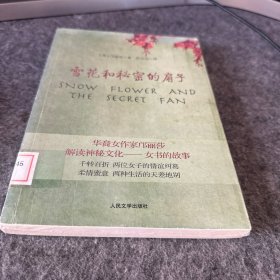 雪花和秘密的扇子
SNOW FLOWER AND
THE SECRET FAN
华裔女作家邝丽莎
解读神秘文化——女书的故事
千转百折 两位女子的情谊纠葛
柔情蜜意 两种生活的天差地别
人民文学出版社